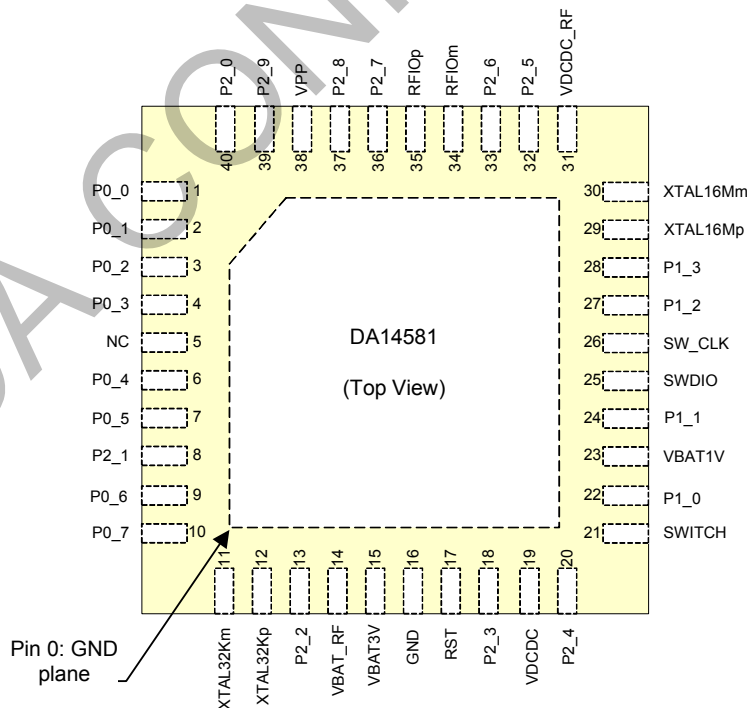 P2_0
P2_9
VPP
P2_8
P2_7
RFIOp
RFIOm
P2_6
P2_5
VDCDC_RF
40
39
38
37
36
35
34
33
32
31
P0_0 1
P0_1 2
P0_2 3
P0_3 4
NC 5
P0_4 6
P0_5 7
P2_1 8
P0_6 9
P0_7 10
DA14581
(Top View)
30 XTAL16Mm
29 XTAL16Mp
28 P1_3
27 P1_2
26 SW_CLK
25 SWDIO
24 P1_1
23 VBAT1V
22 P1_0
21 SWITCH
11
12
13
14
15
16
17
18
19
20
XTAL32Km
XTAL32Kp
P2_2
VBAT_RF
VBAT3V
GND
RST
P2_3
VDCDC
P2_4
Pin 0: GND
plane